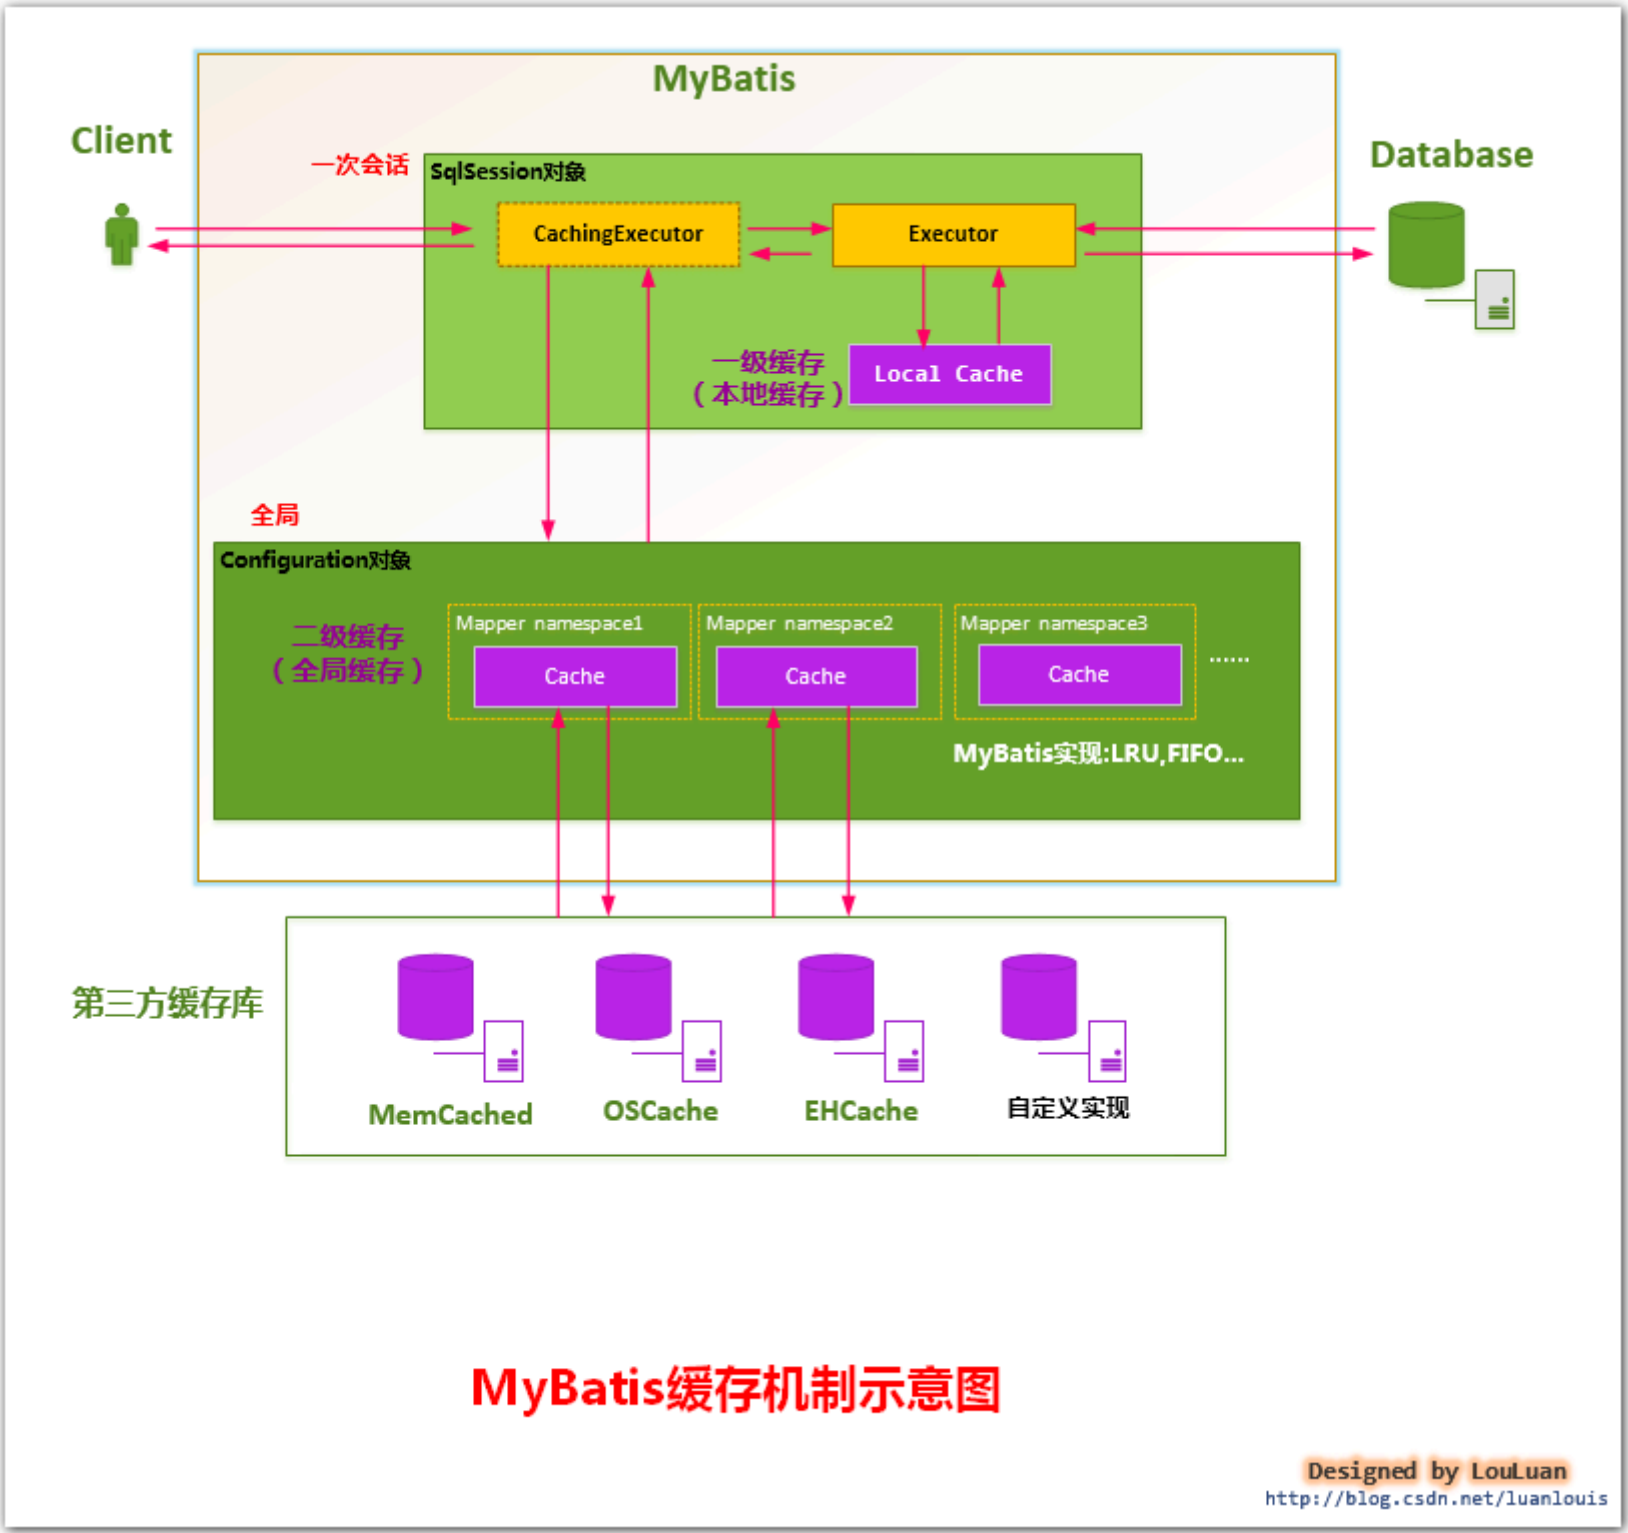 MyBatis
Client
Database
一次会话
SqlSession对象
CachingExecutor
Executor
一级缓存
（本地缓存）
Local Cache
全局
Configuration对象
二级缓存
（全局缓存）
Mapper namespace1
Cache
Mapper namespace2
Cache
Mapper namespace3
Cache
......
MyBatis实现:LRU,FIFO...
第三方缓存库
MemCached
OSCache
EHCache
自定义实现
MyBatis缓存机制示意图
Designed by LouLuan
http://blog.csdn.net/luanlouis